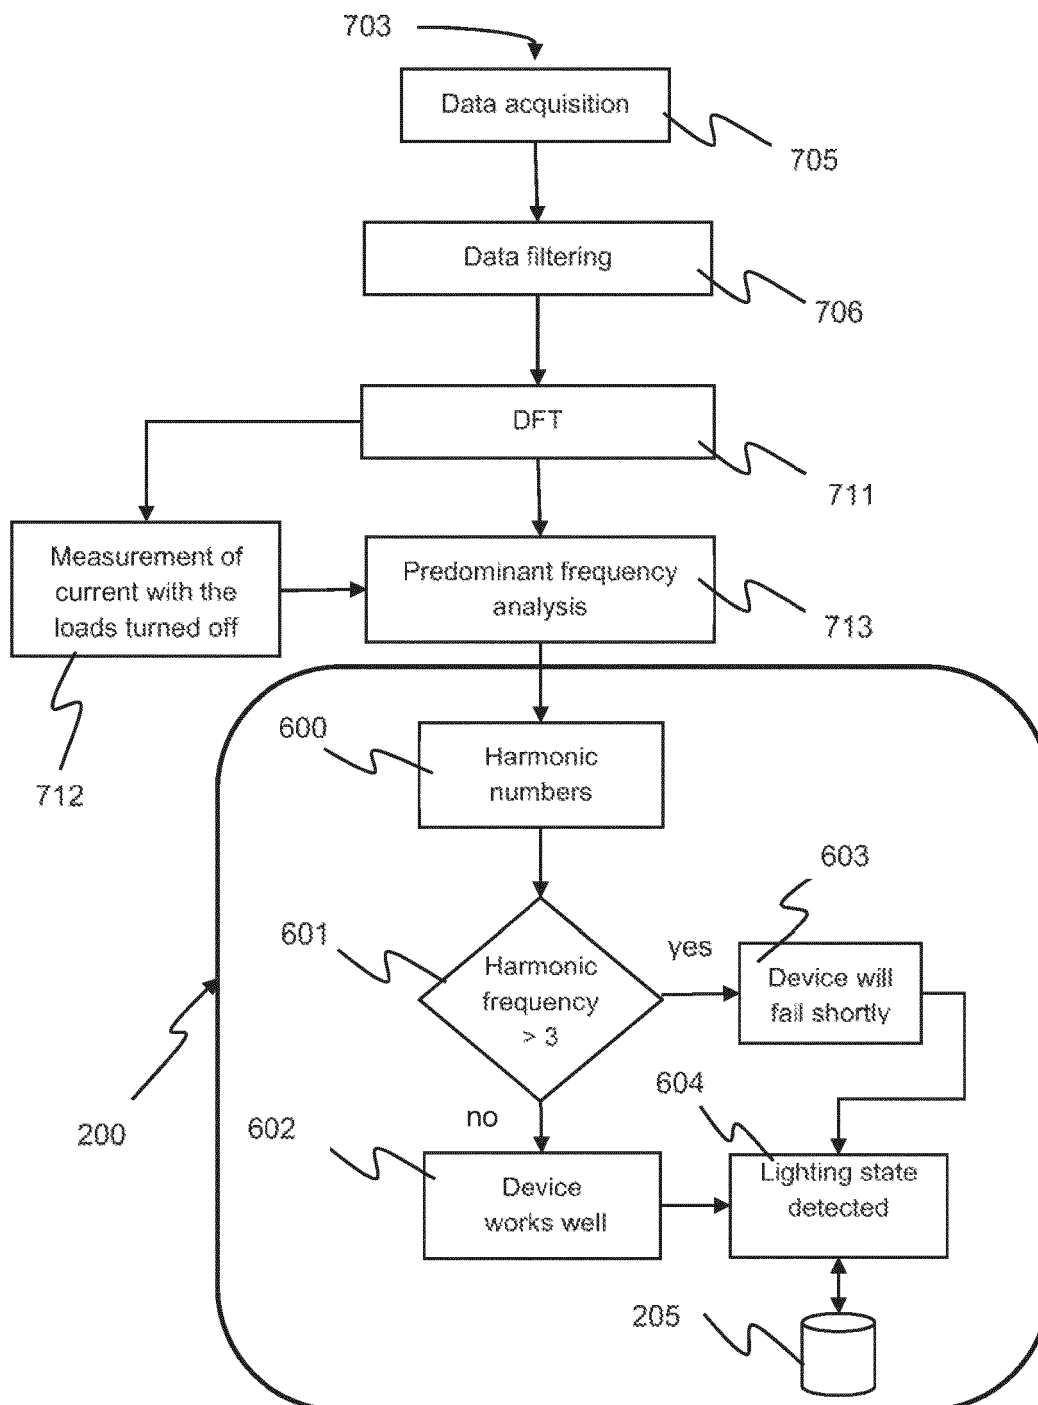 703
Data acquisition
705
Data filtering
706
DFT
711
Measurement of
current with the
loads turned off
712
Predominant frequency
analysis
713
600
Harmonic
numbers
601
Harmonic
frequency
> 3
yes
603
Device will
fail shortly
200
no
602
Device
works well
604
Lighting state
detected
205